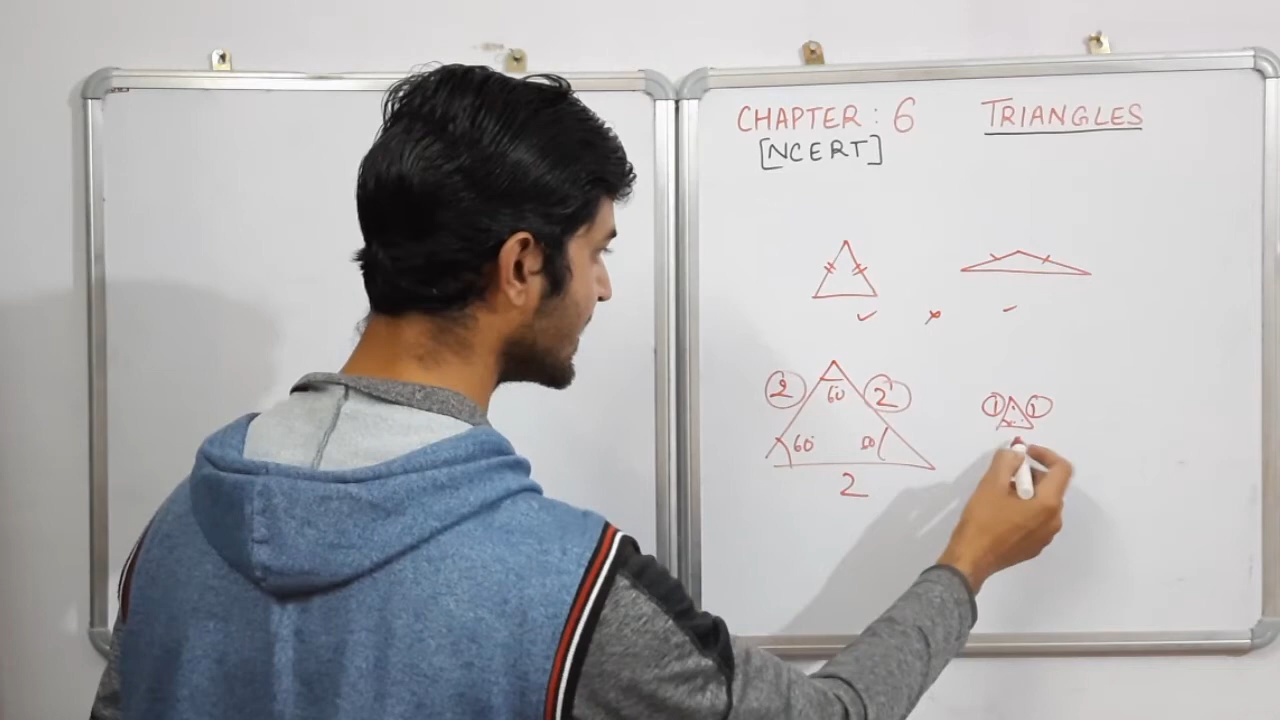 CHAPTER : 6 TRIANGLES
[NCERT]
2 60° 2
1 1
60° 60
2